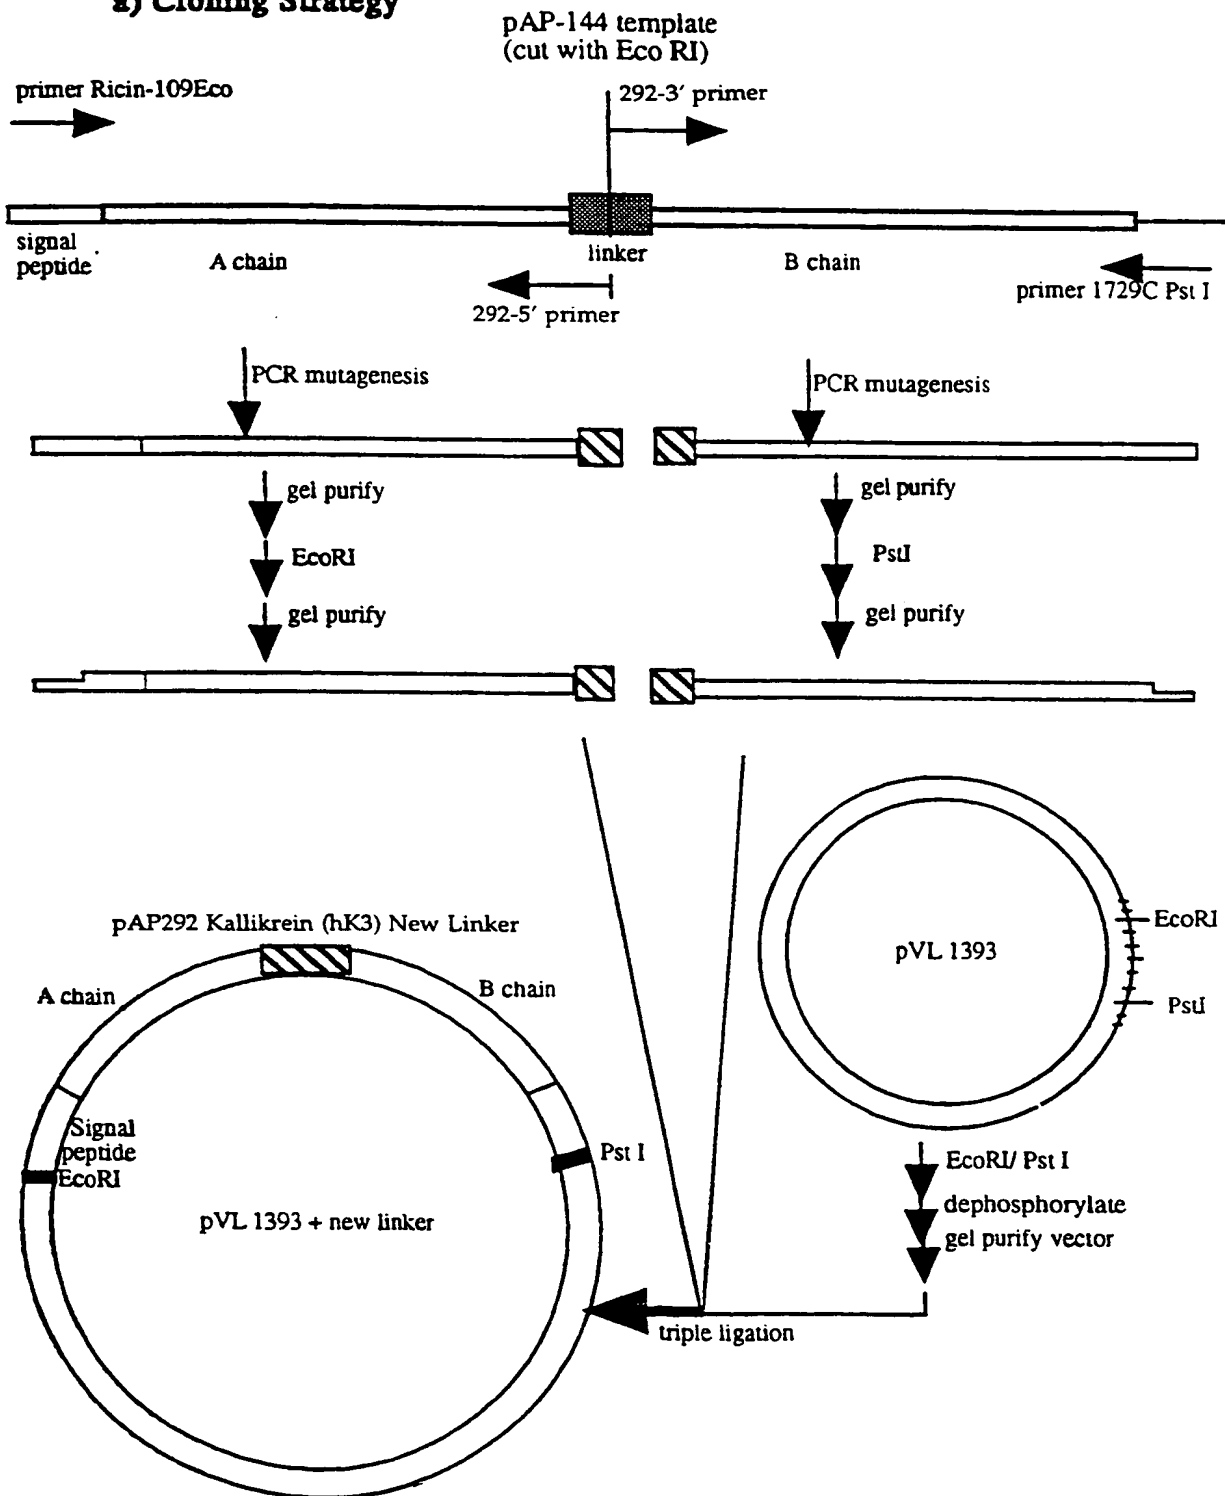 a) Cloning Strategy
pAP-144 template
(cut with Eco RI)
primer Ricin-109Eco
292-3' primer
signal
peptide
A chain
linker
B chain
292-5' primer
primer 1729C Pst I
PCR mutagenesis
PCR mutagenesis
gel purify
gel purify
EcoRI
PstI
gel purify
gel purify
pAP292 Kallikrein (hK3) New Linker
A chain
B chain
pVL 1393
EcoRI
PstI
Signal
peptide
EcoRI
Pst I
pVL 1393 + new linker
EcoRI/ Pst I
dephosphorylate
gel purify vector
triple ligation